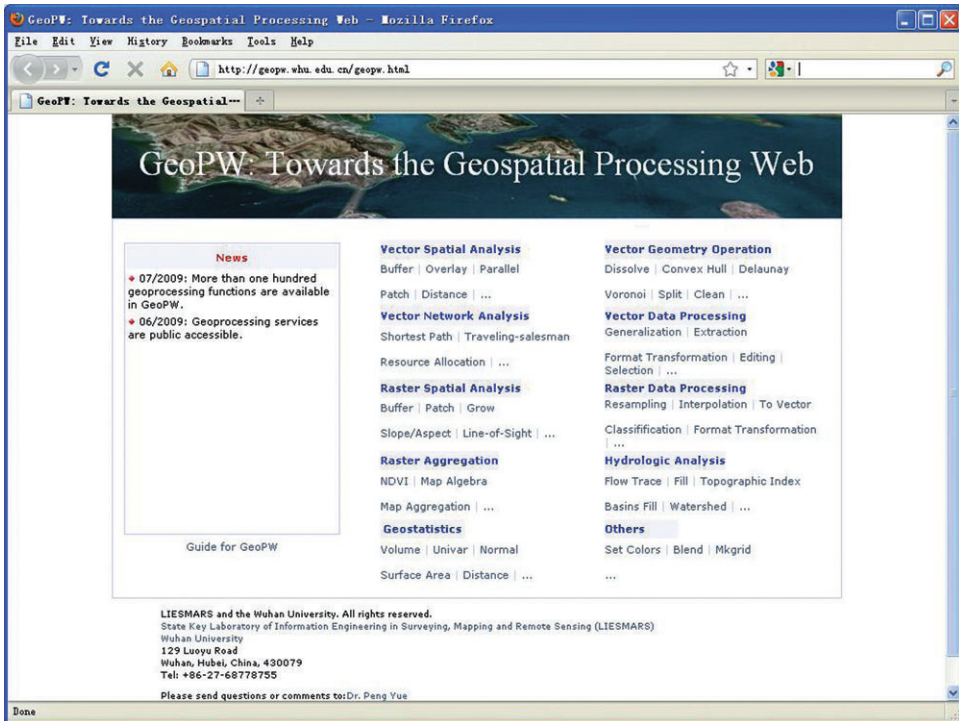 GeoPW: Towards the Geospatial Processing Web - Mozilla Firefox
File Edit View History Bookmarks Tools Help
http://geopw.whu.edu.cn/geopw.html
GeoPW: Towards the Geospatial...
GeoPW: Towards the Geospatial Processing Web
News
07/2009: More than one hundred
geoprocessing functions are available
in GeoPW.
06/2009: Geoprocessing services
are public accessible.
Guide for GeoPW
Vector Spatial Analysis
Buffer | Overlay | Parallel
Patch | Distance | ...
Vector Network Analysis
Shortest Path | Traveling-salesman
Resource Allocation | ...
Raster Spatial Analysis
Buffer | Patch | Grow
Slope/Aspect | Line-of-Sight | ...
Raster Aggregation
NDVI | Map Algebra
Map Aggregation | ...
Geostatistics
Volume | Univar | Normal
Surface Area | Distance | ...
Vector Geometry Operation
Dissolve | Convex Hull | Delaunay
Voronoi | Split | Clean | ...
Vector Data Processing
Generalization | Extraction
Format Transformation | Editing |
Selection | ...
Raster Data Processing
Resampling | Interpolation | To Vector
Classifification | Format Transformation
| ...
Hydrologic Analysis
Flow Trace | Fill | Topographic Index
Basins Fill | Watershed | ...
Others
Set Colors | Blend | Mkgrid
...
LIESMARS and the Wuhan University. All rights reserved.
State Key Laboratory of Information Engineering in Surveying, Mapping and Remote Sensing (LIESMARS)
Wuhan University
129 Luoyu Road
Wuhan, Hubei, China, 430079
Tel: +86-27-68778755
Please send questions or comments to:Dr. Peng Yue
Done